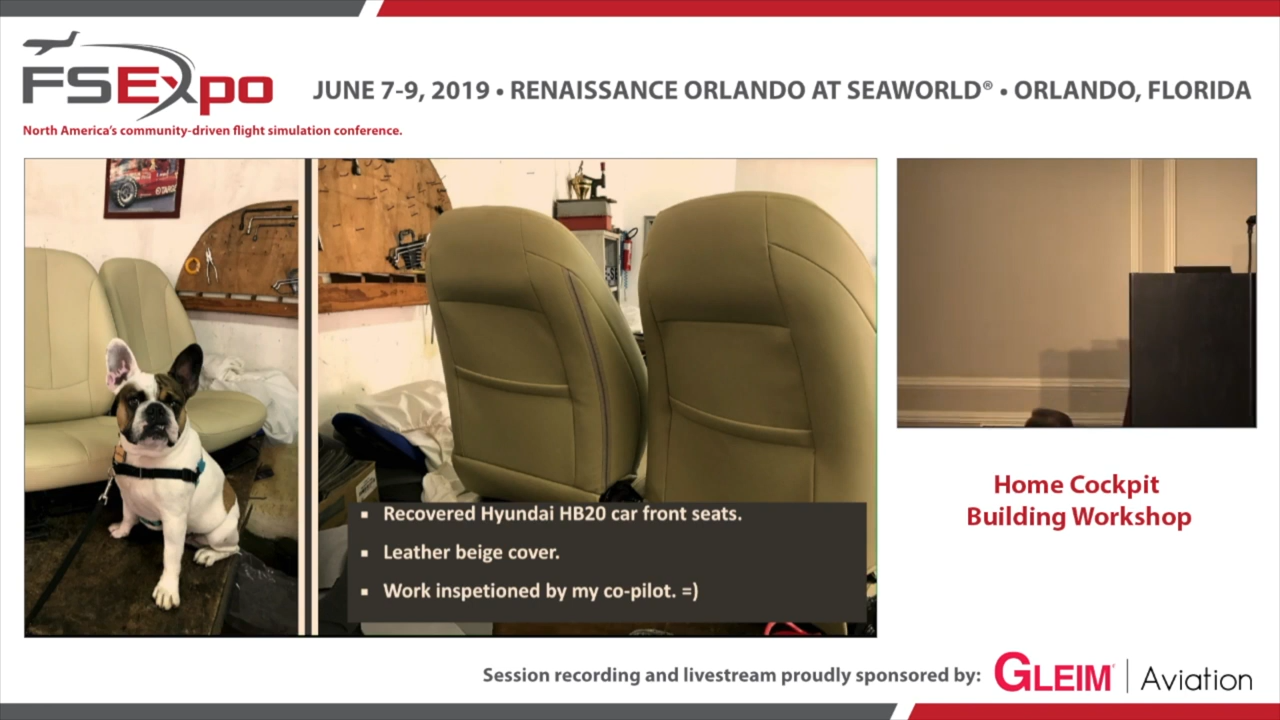 FSExpo
JUNE 7-9, 2019 • RENAISSANCE ORLANDO AT SEAWORLD® • ORLANDO, FLORIDA
North America's community-driven flight simulation conference.
▪ Recovered Hyundai HB20 car front seats.
▪ Leather beige cover.
▪ Work inspetioned by my co-pilot. =)
Home Cockpit
Building Workshop
Session recording and livestream proudly sponsored by:
GLEIM | Aviation